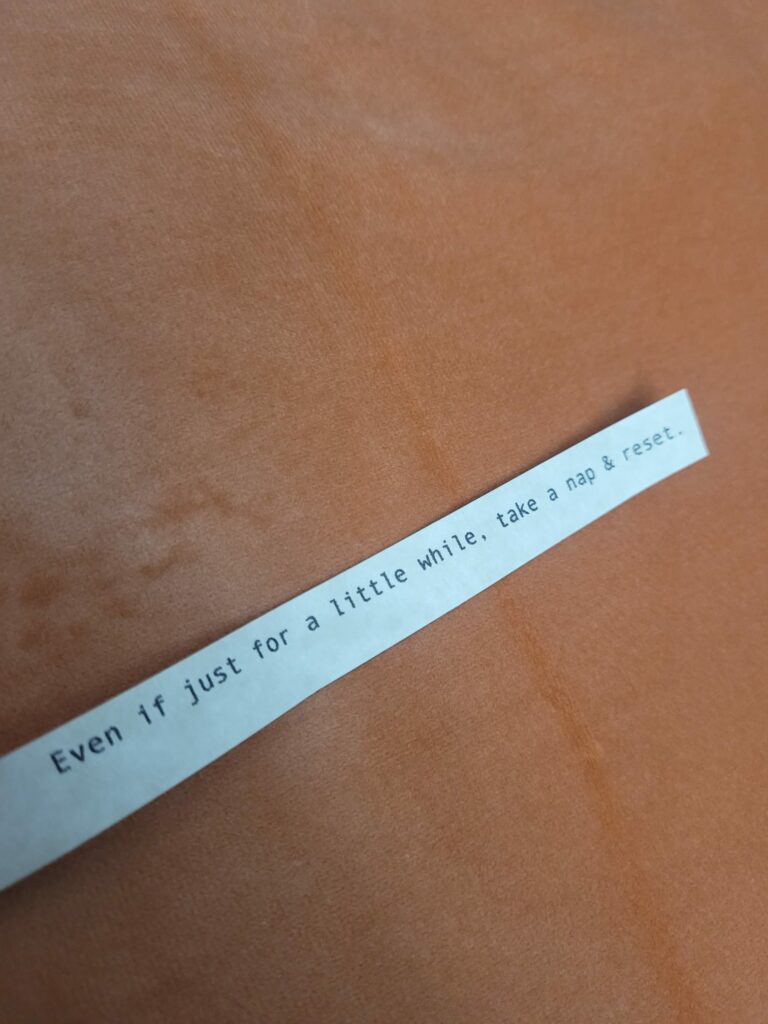 Even if just for a little while, take a nap & reset.